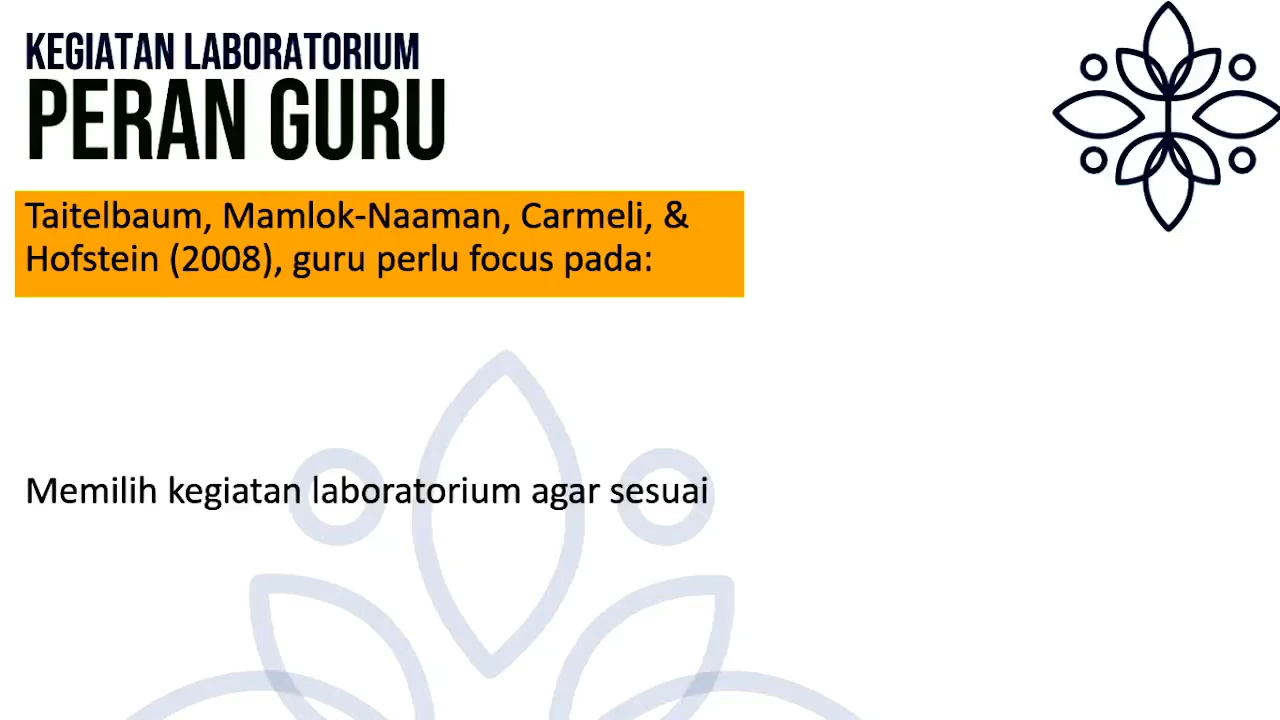 KEGIATAN LABORATORIUM
PERAN GURU
Taitelbaum, Mamlok-Naaman, Carmeli, &
Hofstein (2008), guru perlu focus pada:
Memilih kegiatan laboratorium agar sesuai